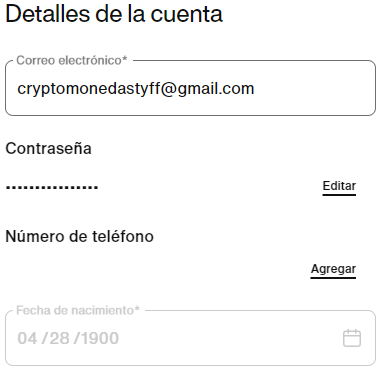 Detalles de la cuenta
Correo electrónico*
cryptomonedastyff@gmail.com
Contraseña
••••••••••••••••
Editar
Número de teléfono
Agregar
Fecha de nacimiento*
04 /28 /1900